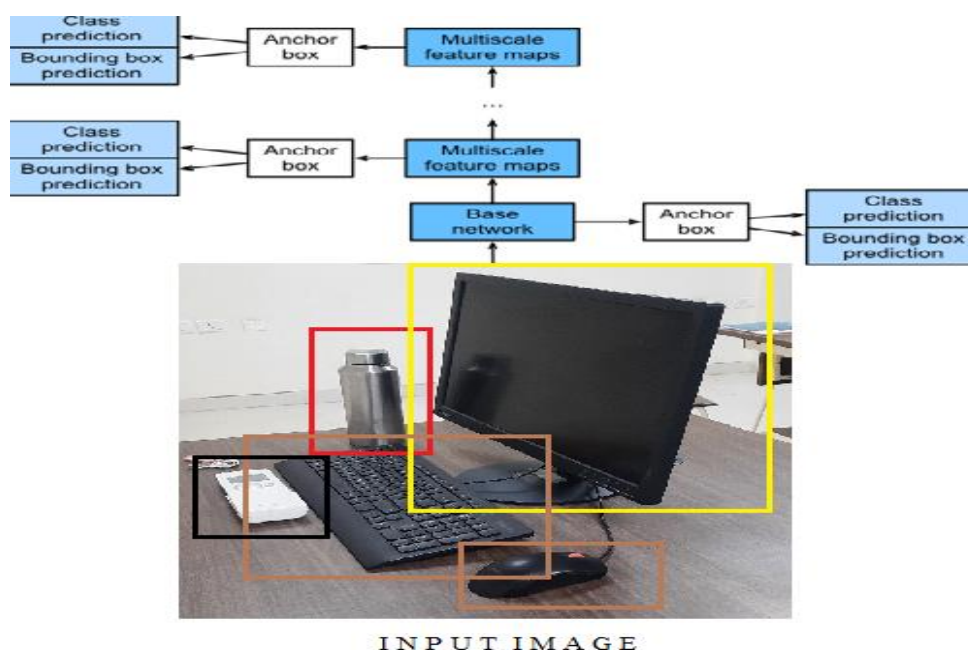 Class
prediction
Bounding box
prediction
Anchor
box
Multiscale
feature maps
...
Class
prediction
Bounding box
prediction
Anchor
box
Multiscale
feature maps
Base
network
Anchor
box
Class
prediction
Bounding box
prediction
INPUT IMAGE